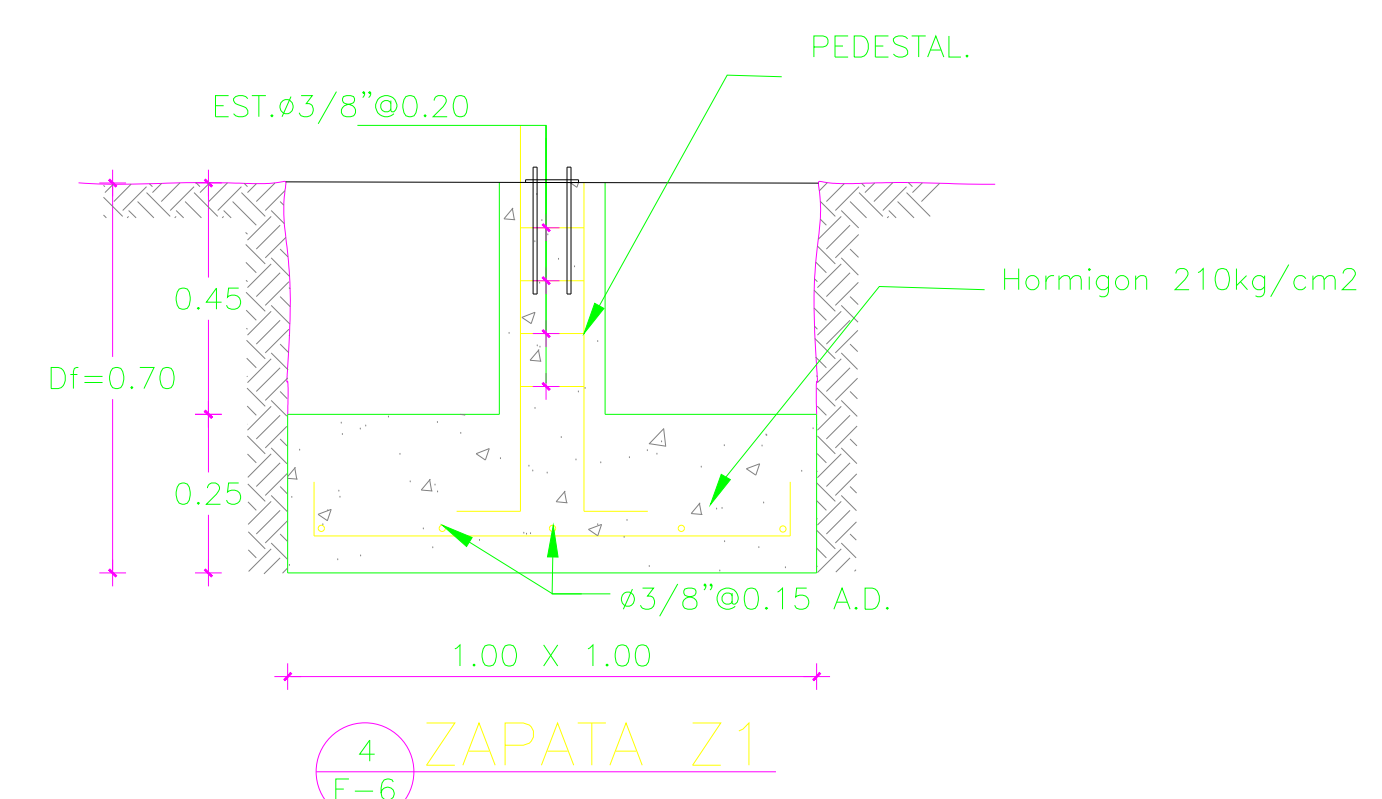 PEDESTAL.
EST.ø3/8"@0.20
Hormigon 210kg/cm2
0.45
Df=0.70
0.25
ø3/8"@0.15 A.D.
1.00 X 1.00
4
ZAPATA Z1
E-6